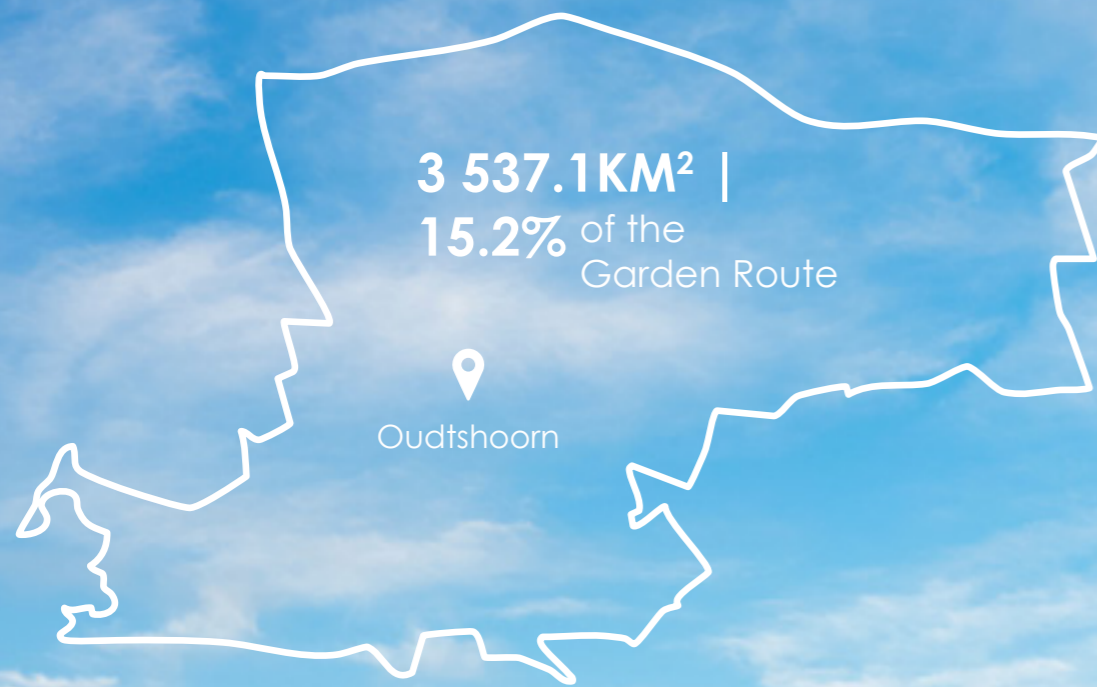 3 537.1KM² |
15.2% of the
Garden Route
Oudtshoorn